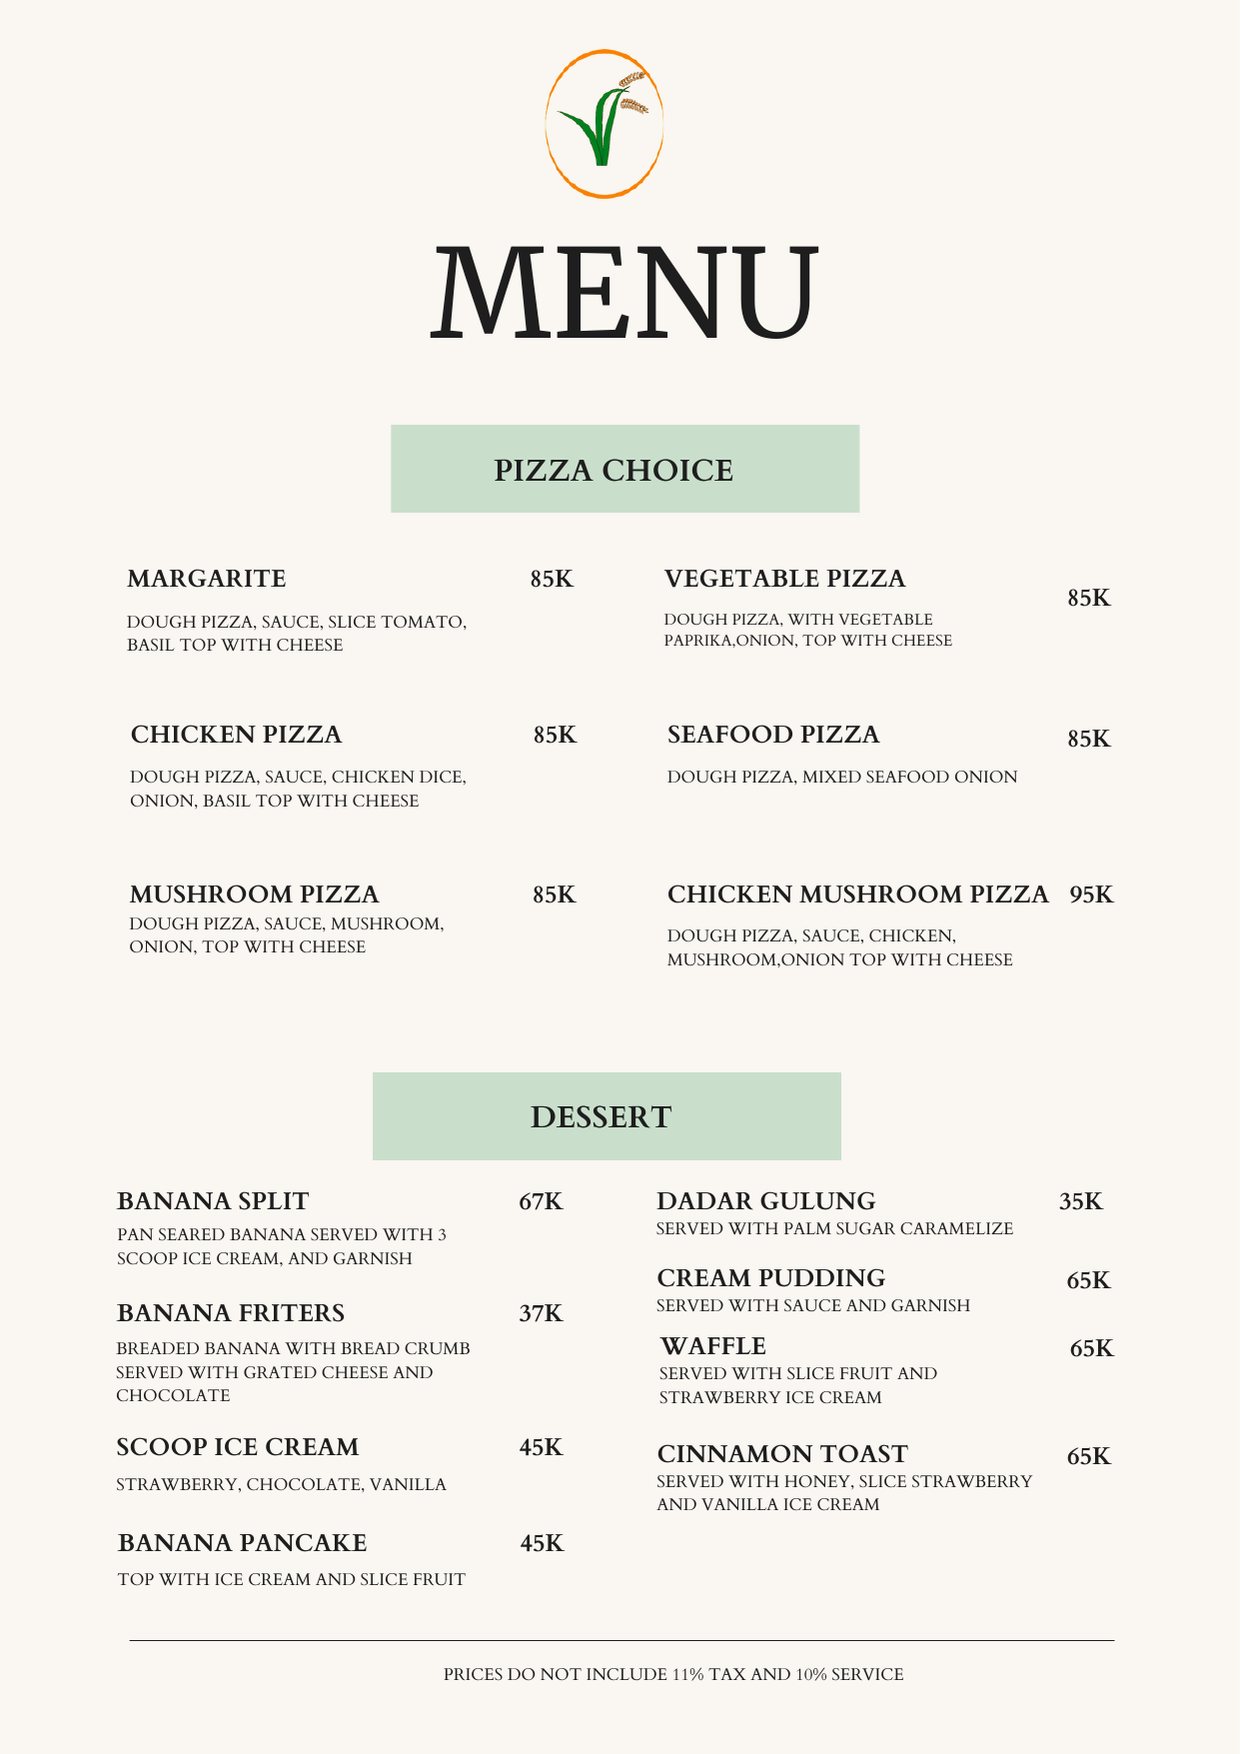 MENU
PIZZA CHOICE
MARGARITE 85K
DOUGH PIZZA, SAUCE, SLICE TOMATO,
BASIL TOP WITH CHEESE
VEGETABLE PIZZA 85K
DOUGH PIZZA, WITH VEGETABLE
PAPRIKA,ONION, TOP WITH CHEESE
CHICKEN PIZZA 85K
DOUGH PIZZA, SAUCE, CHICKEN DICE,
ONION, BASIL TOP WITH CHEESE
SEAFOOD PIZZA 85K
DOUGH PIZZA, MIXED SEAFOOD ONION
MUSHROOM PIZZA 85K
DOUGH PIZZA, SAUCE, MUSHROOM,
ONION, TOP WITH CHEESE
CHICKEN MUSHROOM PIZZA 95K
DOUGH PIZZA, SAUCE, CHICKEN,
MUSHROOM,ONION TOP WITH CHEESE
DESSERT
BANANA SPLIT 67K
PAN SEARED BANANA SERVED WITH 3
SCOOP ICE CREAM, AND GARNISH
BANANA FRITERS 37K
BREADED BANANA WITH BREAD CRUMB
SERVED WITH GRATED CHEESE AND
CHOCOLATE
SCOOP ICE CREAM 45K
STRAWBERRY, CHOCOLATE, VANILLA
BANANA PANCAKE 45K
TOP WITH ICE CREAM AND SLICE FRUIT
DADAR GULUNG 35K
SERVED WITH PALM SUGAR CARAMELIZE
CREAM PUDDING 65K
SERVED WITH SAUCE AND GARNISH
WAFFLE 65K
SERVED WITH SLICE FRUIT AND
STRAWBERRY ICE CREAM
CINNAMON TOAST 65K
SERVED WITH HONEY, SLICE STRAWBERRY
AND VANILLA ICE CREAM
PRICES DO NOT INCLUDE 11% TAX AND 10% SERVICE